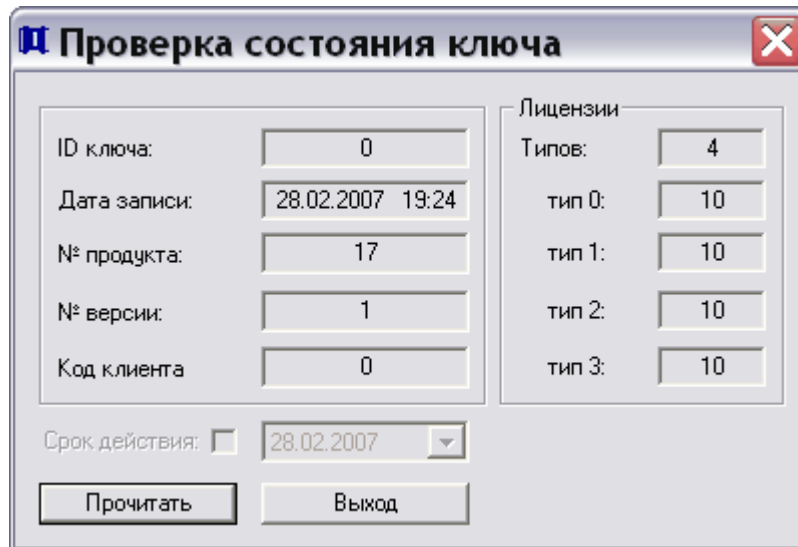 Проверка состояния ключа
ID ключа: 0
Дата записи: 28.02.2007 19:24
№ продукта: 17
№ версии: 1
Код клиента 0
Лицензии
Типов: 4
тип 0: 10
тип 1: 10
тип 2: 10
тип 3: 10
Срок действия: 28.02.2007
Прочитать Выход